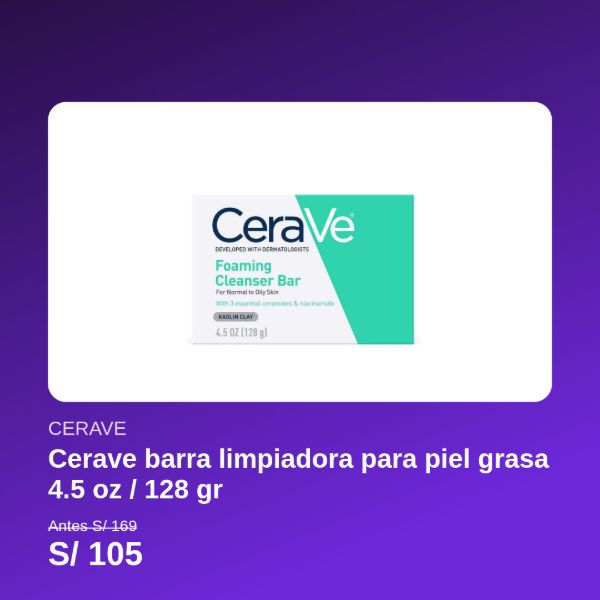 CeraVe®
DEVELOPED WITH DERMATOLOGISTS
Foaming
Cleanser Bar
For Normal to Oily Skin
With 3 essential ceramides & niacinamide
KAOLIN CLAY
4.5 OZ (128 g)
CERAVE
Cerave barra limpiadora para piel grasa
4.5 oz / 128 gr
Antes S/ 169
S/ 105